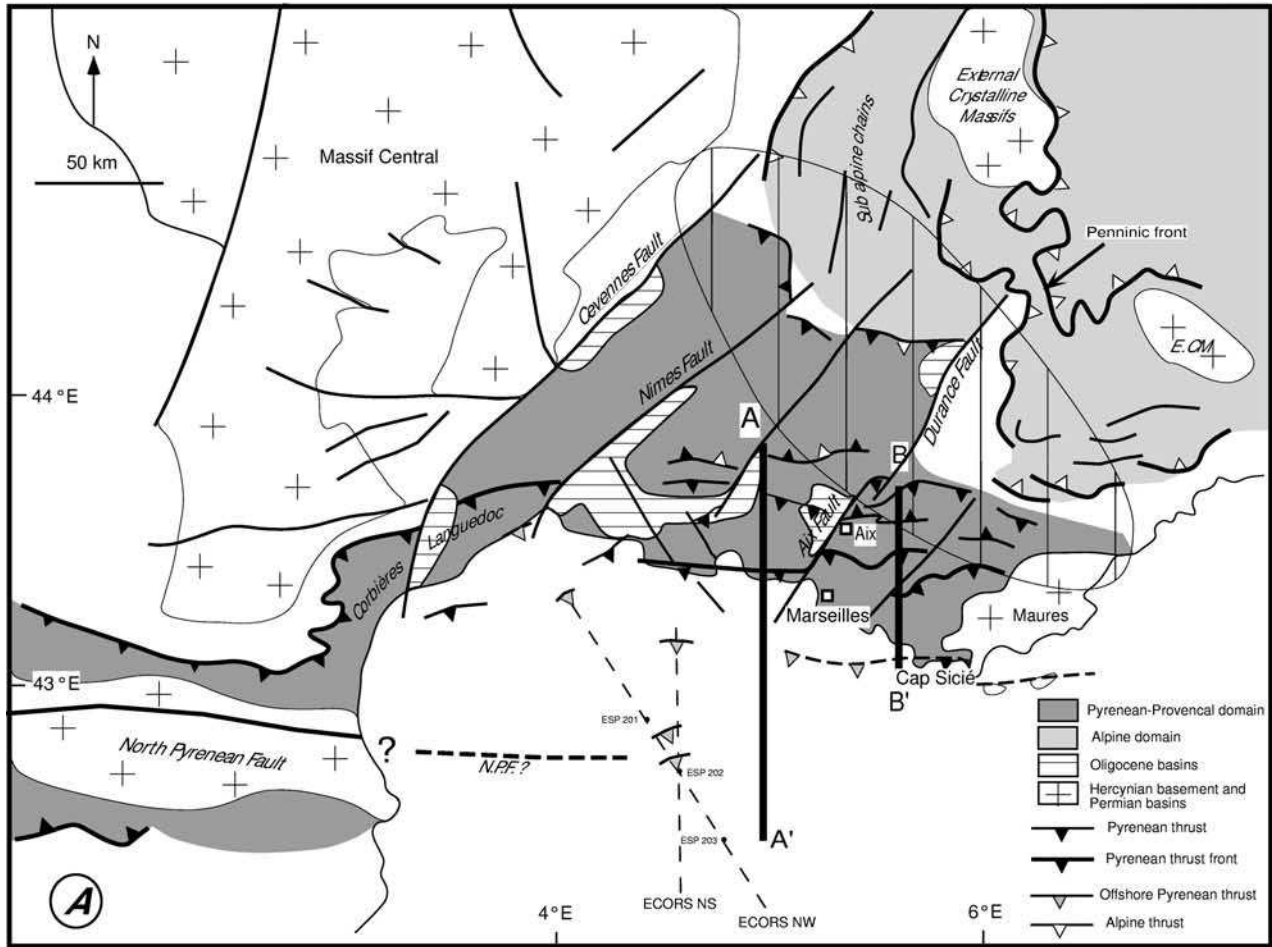 N
50 km
Massif Central
External
Crystalline
Massifs
Sub alpine chains
Penninic front
E.CM
Cevennes Fault
Nimes Fault
Durance Fault
44°E
A
B
Languedoc
Aix Fault
Aix
Corbières
Marseilles
Maures
43°E
Cap Sicié
B'
North Pyrenean Fault
?
N.P.F.?
ESP 201
ESP 202
ESP 203
A'
ECORS NS
ECORS NW
4°E
6°E
A
Pyrenean-Provencal domain
Alpine domain
Oligocene basins
Hercynian basement and
Permian basins
Pyrenean thrust
Pyrenean thrust front
Offshore Pyrenean thrust
Alpine thrust